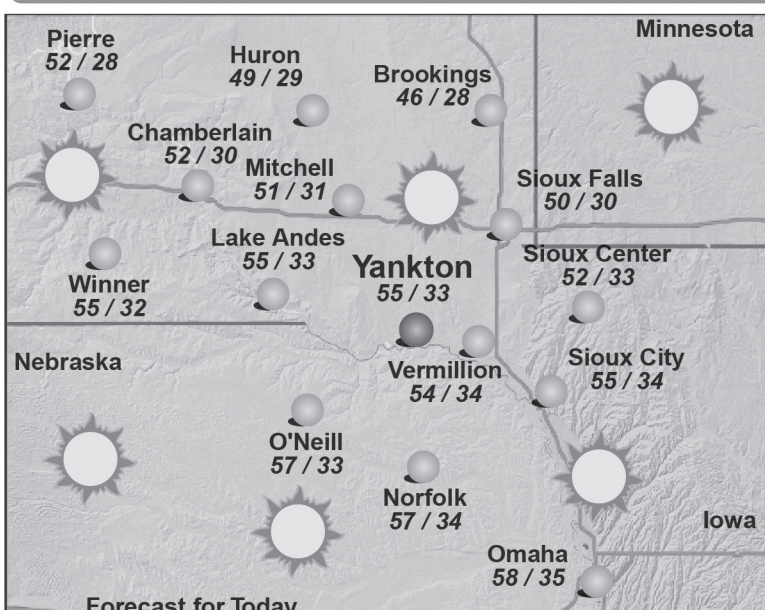 Minnesota
Pierre
52 / 28
Huron
49 / 29
Brookings
46 / 28
Chamberlain
52 / 30
Mitchell
51 / 31
Sioux Falls
50 / 30
Lake Andes
55 / 33
Yankton
55 / 33
Sioux Center
52 / 33
Winner
55 / 32
Nebraska
Vermillion
54 / 34
Sioux City
55 / 34
O'Neill
57 / 33
Norfolk
57 / 34
Iowa
Omaha
58 / 35
Forecast for Today